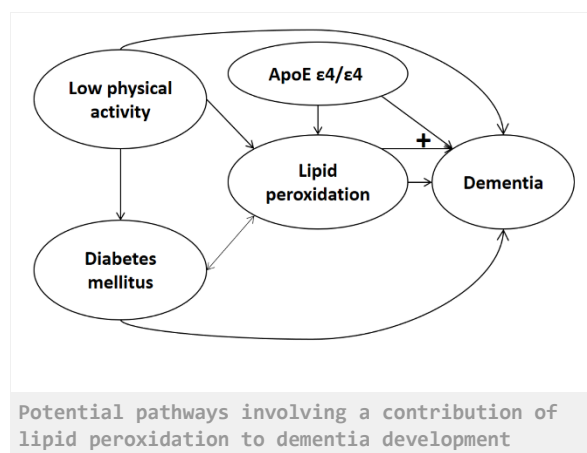 ApoE ε4/ε4
Low physical
activity
+
Lipid
peroxidation
Dementia
Diabetes
mellitus
Potential pathways involving a contribution of
lipid peroxidation to dementia development